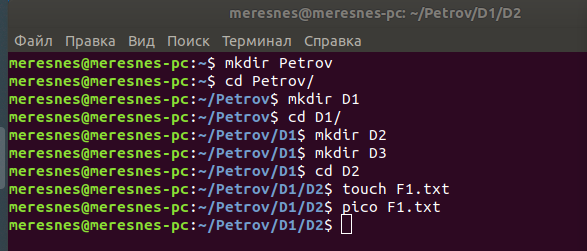 meresnes@meresnes-pc: ~/Petrov/D1/D2
Файл Правка Вид Поиск Терминал Справка
meresnes@meresnes-pc:~$ mkdir Petrov
meresnes@meresnes-pc:~$ cd Petrov/
meresnes@meresnes-pc:~/Petrov$ mkdir D1
meresnes@meresnes-pc:~/Petrov$ cd D1/
meresnes@meresnes-pc:~/Petrov/D1$ mkdir D2
meresnes@meresnes-pc:~/Petrov/D1$ mkdir D3
meresnes@meresnes-pc:~/Petrov/D1$ cd D2
meresnes@meresnes-pc:~/Petrov/D1/D2$ touch F1.txt
meresnes@meresnes-pc:~/Petrov/D1/D2$ pico F1.txt
meresnes@meresnes-pc:~/Petrov/D1/D2$